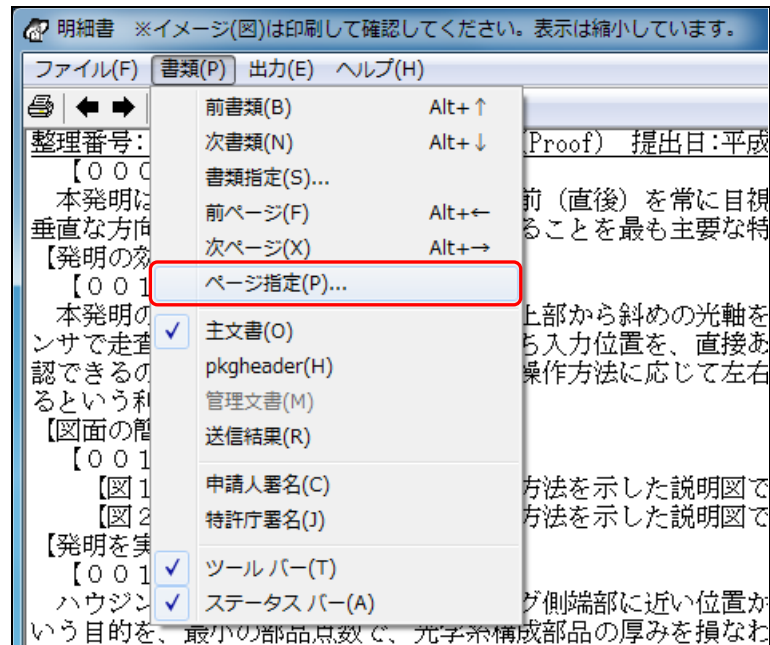 明細書 ※イメージ(図)は印刷して確認してください。表示は縮小しています。
ファイル(F) 書類(P) 出力(E) ヘルプ(H)
前書類(B) Alt+↑
次書類(N) Alt+↓
書類指定(S)...
前ページ(F) Alt+←
次ページ(X) Alt+→
ページ指定(P)...
主文書(O)
pkgheader(H)
管理文書(M)
送信結果(R)
申請人署名(C)
特許庁署名(J)
ツール バー(T)
ステータス バー(A)
整理番号: (Proof) 提出日:平成
【000
本発明は 前(直後)を常に目視
垂直な方向 ることを最も主要な特
【発明の効
【001
本発明の 上部から斜めの光軸を
ンサで走査 ち入力位置を、直接あ
認できるの 操作方法に応じて左右
るという利
【図面の簡
【001
【図1 方法を示した説明図で
【図2 方法を示した説明図で
【発明を実
【001
ハウジン グ側端部に近い位置か
いう目的を、最小の部品点数で、光学系構成部品の厚みを損なわ